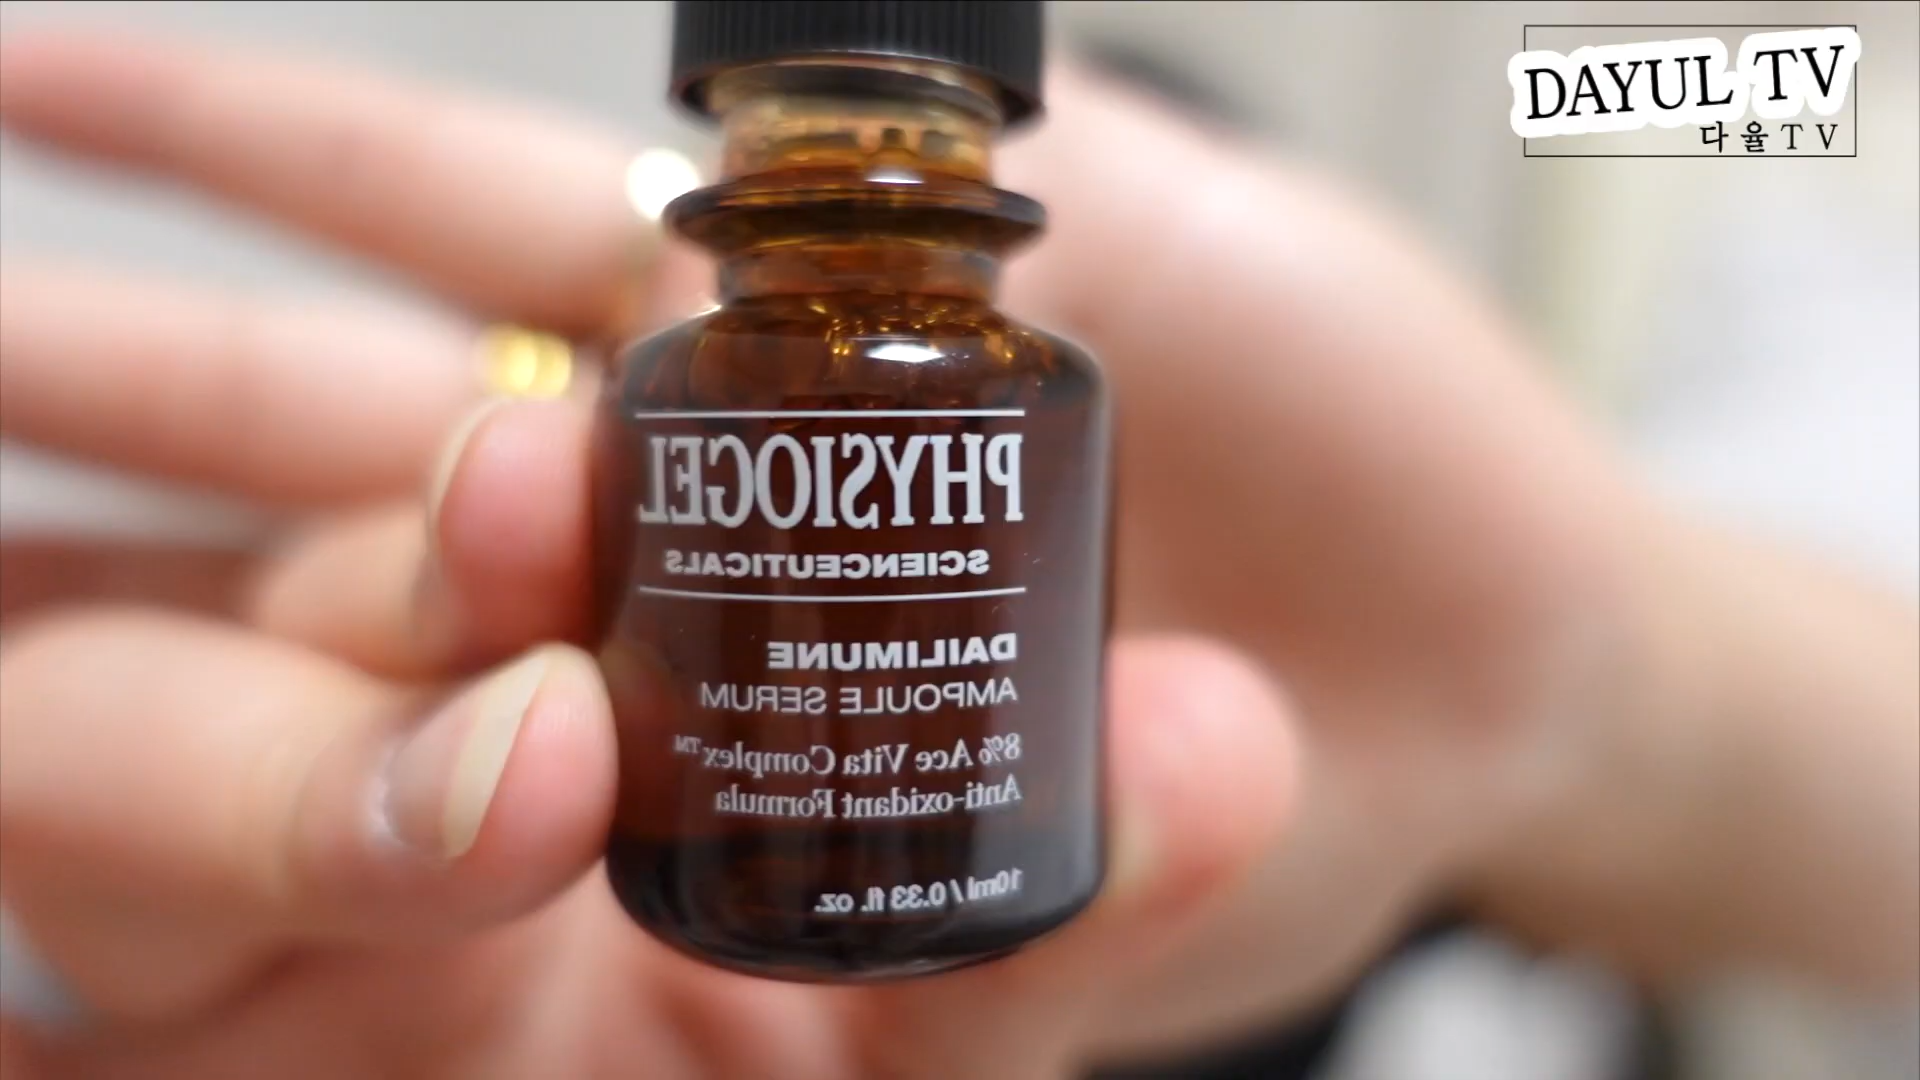 DAYUL TV
다율TV
PHYSIOGEL
SCIENCEUTICALS
DAILIMUNE
AMPOULE SERUM
8% Ace Vita Complex™
Anti-oxidant Formula
10ml / 0.33 fl. oz.